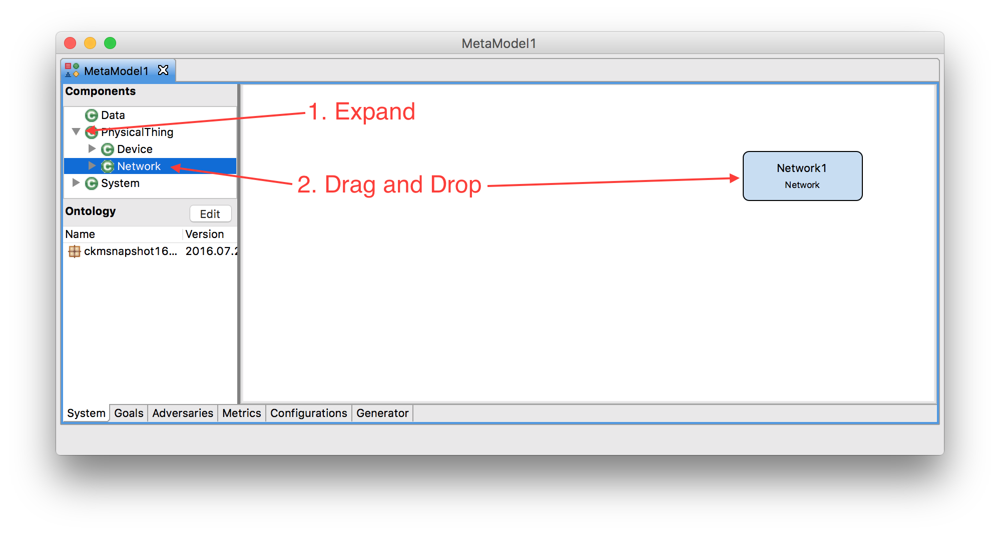 MetaModel1
MetaModel1
Components
Data
PhysicalThing
Device
Network
System
1. Expand
2. Drag and Drop
Network1
Network
Ontology
Edit
Name Version
ckmsnapshot16... 2016.07.2
System Goals Adversaries Metrics Configurations Generator